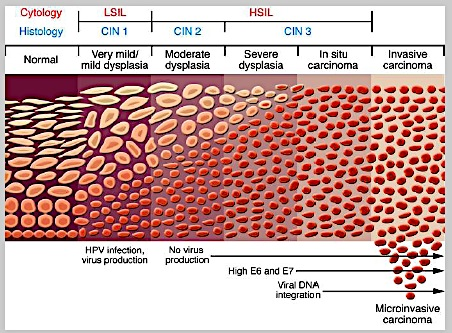 Cytology LSIL HSIL
Histology CIN 1 CIN 2 CIN 3
Normal
Very mild/
mild dysplasia
Moderate
dysplasia
Severe
dysplasia
In situ
carcinoma
Invasive
carcinoma
HPV infection,
virus production
No virus
production
High E6 and E7
Viral DNA
integration
Microinvasive
carcinoma